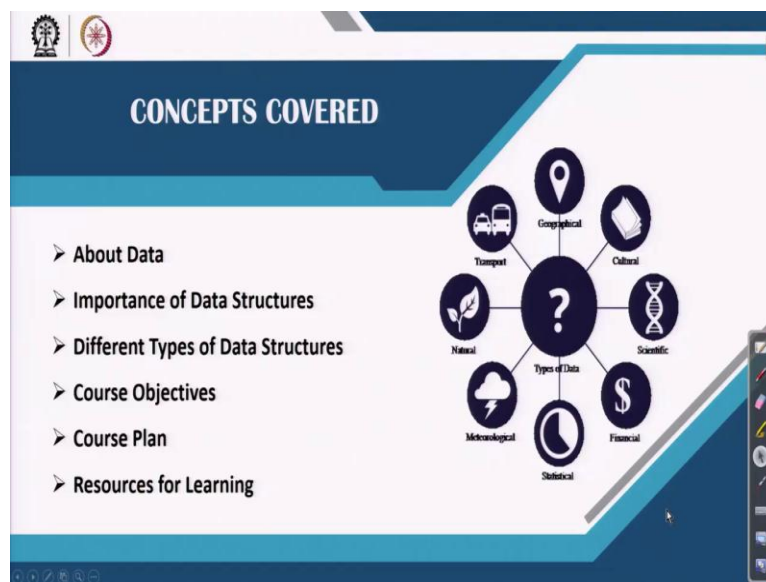 CONCEPTS COVERED
About Data
Importance of Data Structures
Different Types of Data Structures
Course Objectives
Course Plan
Resources for Learning
Geographical
Transport
Cultural
Natural
Scientific
Types of Data
Meteorological
Financial
Statistical